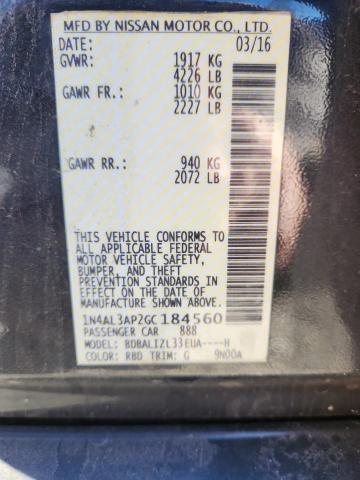 MFD BY NISSAN MOTOR CO., LTD.
DATE: 03/16
GVWR: 1917 KG
4226 LB
GAWR FR.: 1010 KG
2227 LB
GAWR RR.: 940 KG
2072 LB
THIS VEHICLE CONFORMS TO
ALL APPLICABLE FEDERAL
MOTOR VEHICLE SAFETY,
BUMPER, AND THEFT
PREVENTION STANDARDS
IN EFFECT ON THE DATE OF
MANUFACTURE SHOWN ABOVE.
1N4AL3AP2GC184560
PASSENGER CAR 888
MODEL: BDBALIZL33EUA----H
COLOR: RBD TRIM: G 9N00A